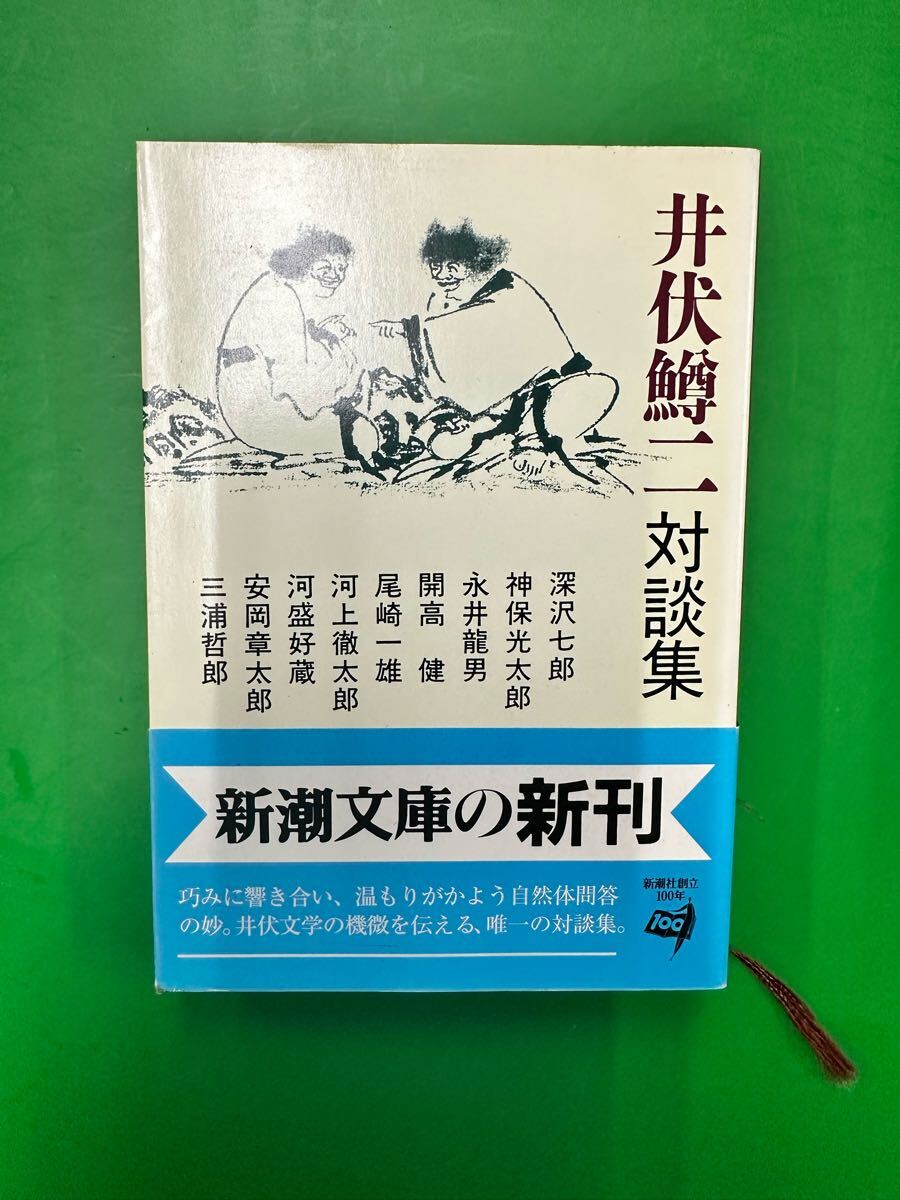 井伏鱒二対談集
深沢七郎
神保光太郎
永井龍男
開高 健
尾崎一雄
河上徹太郎
河盛好蔵
安岡章太郎
三浦哲郎
新潮文庫の新刊
巧みに響き合い、温もりがかよう自然体問答
の妙。井伏文学の機微を伝える、唯一の対談集。
新潮社創立
100年
100